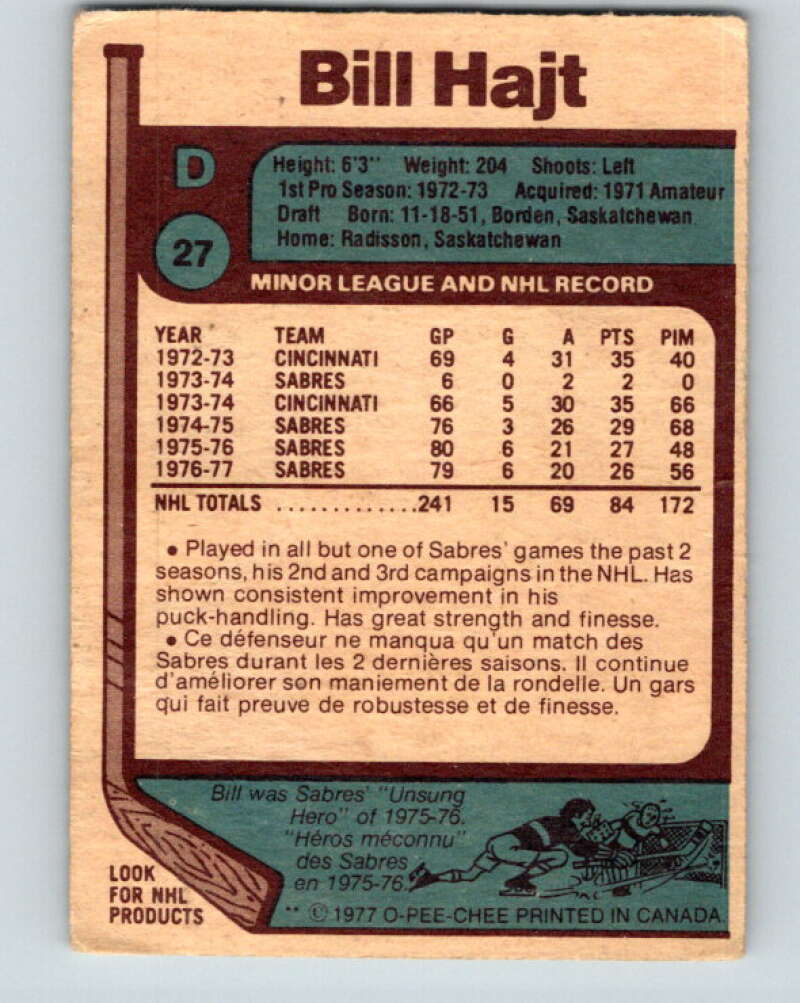 Bill Hajt
D
Height: 6'3'' Weight: 204 Shoots: Left
1st Pro Season: 1972-73 Acquired: 1971 Amateur
Draft Born: 11-18-51, Borden, Saskatchewan
Home: Radisson, Saskatchewan
27
MINOR LEAGUE AND NHL RECORD
YEAR TEAM GP G A PTS PIM
1972-73 CINCINNATI 69 4 31 35 40
1973-74 SABRES 6 0 2 2 0
1973-74 CINCINNATI 66 5 30 35 66
1974-75 SABRES 76 3 26 29 68
1975-76 SABRES 80 6 21 27 48
1976-77 SABRES 79 6 20 26 56
NHL TOTALS .............241 15 69 84 172
• Played in all but one of Sabres' games the past 2
seasons, his 2nd and 3rd campaigns in the NHL. Has
shown consistent improvement in his
puck-handling. Has great strength and finesse.
• Ce défenseur ne manqua qu'un match des
Sabres durant les 2 dernières saisons. Il continue
d'améliorer son maniement de la rondelle. Un gars
qui fait preuve de robustesse et de finesse.
Bill was Sabres' "Unsung
Hero" of 1975-76.
"Héros méconnu"
des Sabres
en 1975-76.
LOOK
FOR NHL
PRODUCTS
** © 1977 O-PEE-CHEE PRINTED IN CANADA.